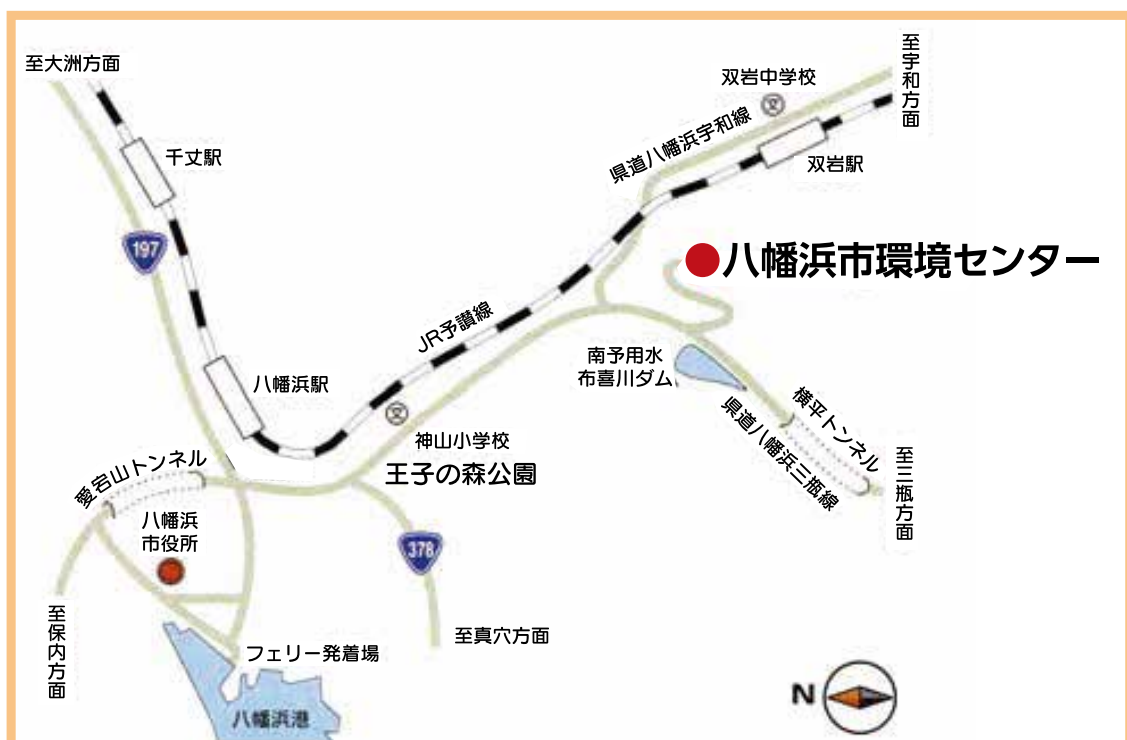 至大洲方面
至宇和方面
双岩中学校
千丈駅
県道八幡浜宇和線
双岩駅
197
八幡浜市環境センター
JR予讃線
南予用水
布喜川ダム
八幡浜駅
横平トンネル
県道八幡浜三瓶線
神山小学校
王子の森公園
愛宕山トンネル
至三瓶方面
八幡浜
市役所
378
至保内方面
至真穴方面
フェリー発着場
八幡浜港
N